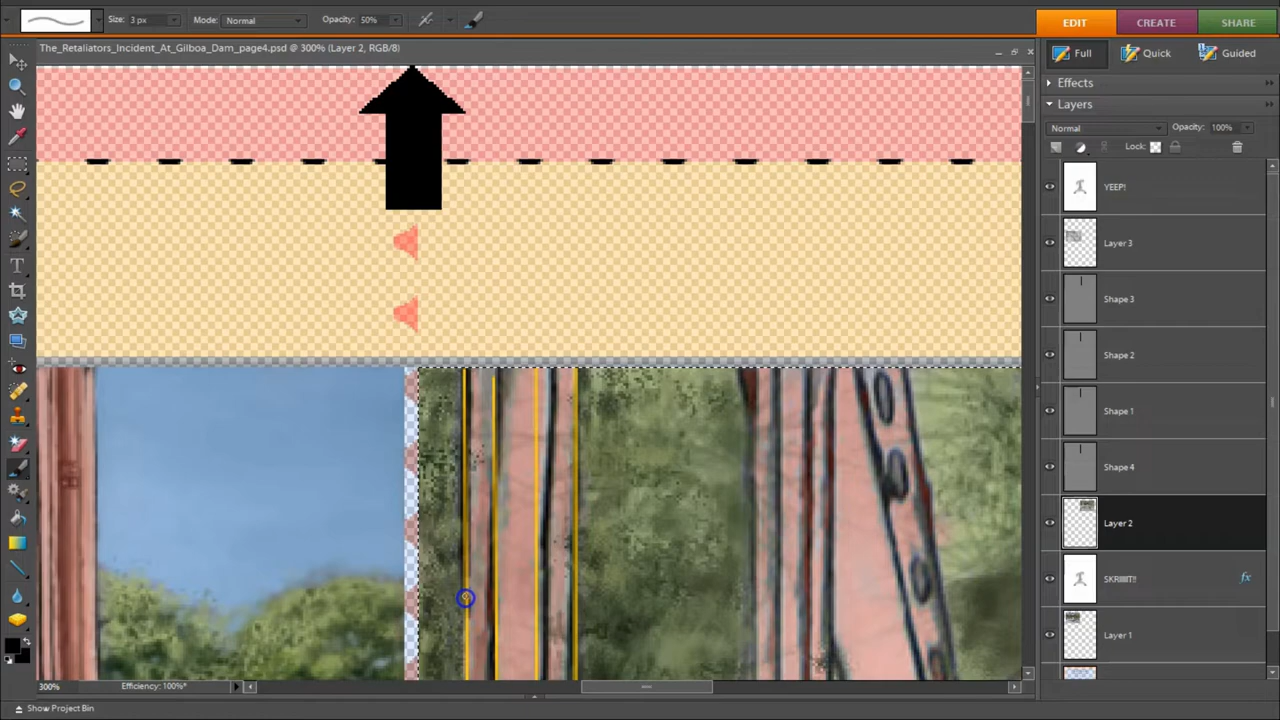 Size: 3 px Mode: Normal Opacity: 50%
EDIT CREATE SHARE
The_Retaliators_Incident_At_Gilboa_Dam_page4.psd @ 300% (Layer 2, RGB/8)
Full Quick Guided
Effects
Layers
Normal Opacity: 100%
Lock:
YEEP!
Layer 3
Shape 3
Shape 2
Shape 1
Shape 4
Layer 2
fx
Layer 1
300% Efficiency: 100%*
Show Project Bin